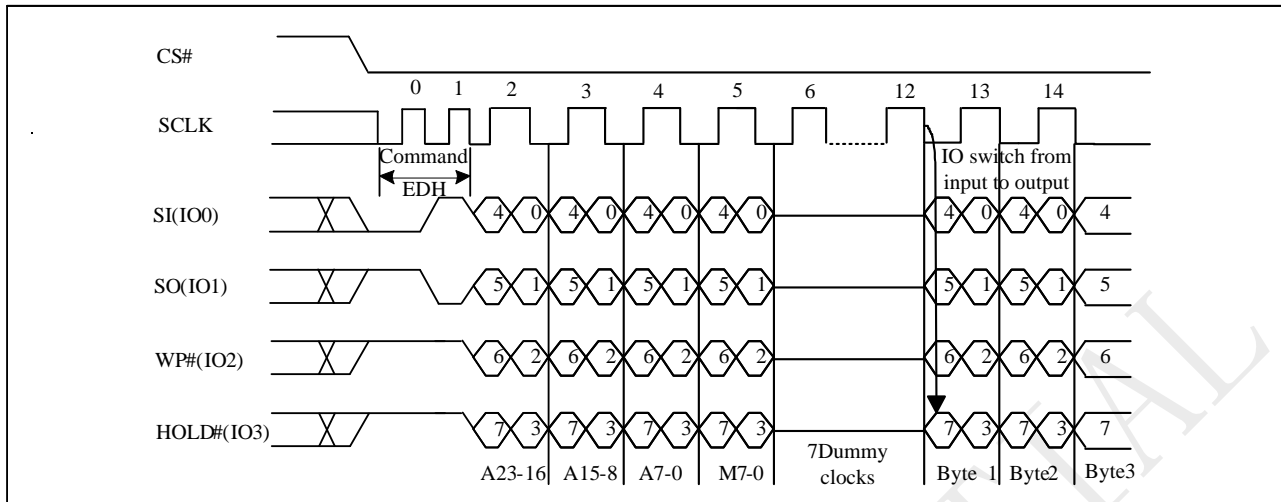 CS#
0 1 2 3 4 5 6 12 13 14
SCLK
Command
EDH
IO switch from
input to output
SI(IO0) 4 0 4 0 4 0 4 0 4 0 4 0 4
SO(IO1) 5 1 5 1 5 1 5 1 5 1 5 1 5
WP#(IO2) 6 2 6 2 6 2 6 2 6 2 6 2 6
HOLD#(IO3) 7 3 7 3 7 3 7 3 7 3 7 3 7
A23-16 A15-8 A7-0 M7-0
7Dummy
clocks
Byte 1 Byte2 Byte3